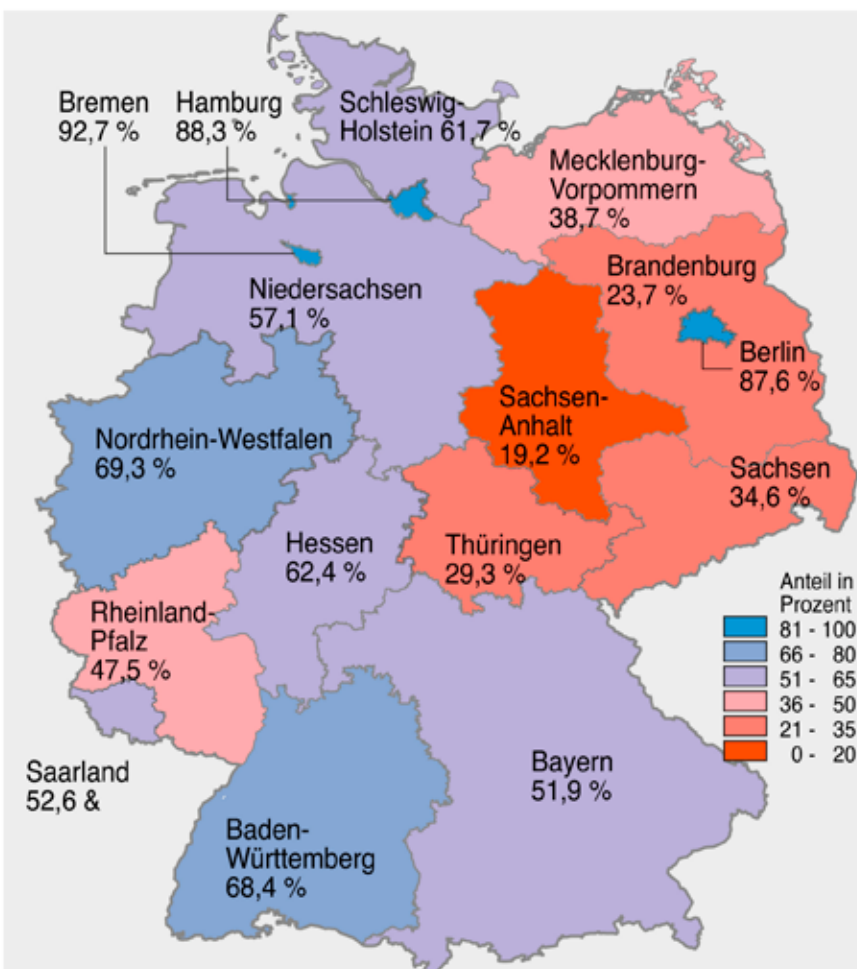 Bremen
92,7 %
Hamburg
88,3 %
Schleswig-
Holstein 61,7 %
Mecklenburg-
Vorpommern
38,7 %
Brandenburg
23,7 %
Niedersachsen
57,1 %
Berlin
87,6 %
Sachsen-
Anhalt
19,2 %
Nordrhein-Westfalen
69,3 %
Sachsen
34,6 %
Hessen
62,4 %
Thüringen
29,3 %
Rheinland-
Pfalz
47,5 %
Anteil in
Prozent
81 - 100
66 - 80
51 - 65
36 - 50
21 - 35
0 - 20
Saarland
52,6 &
Bayern
51,9 %
Baden-
Württemberg
68,4 %